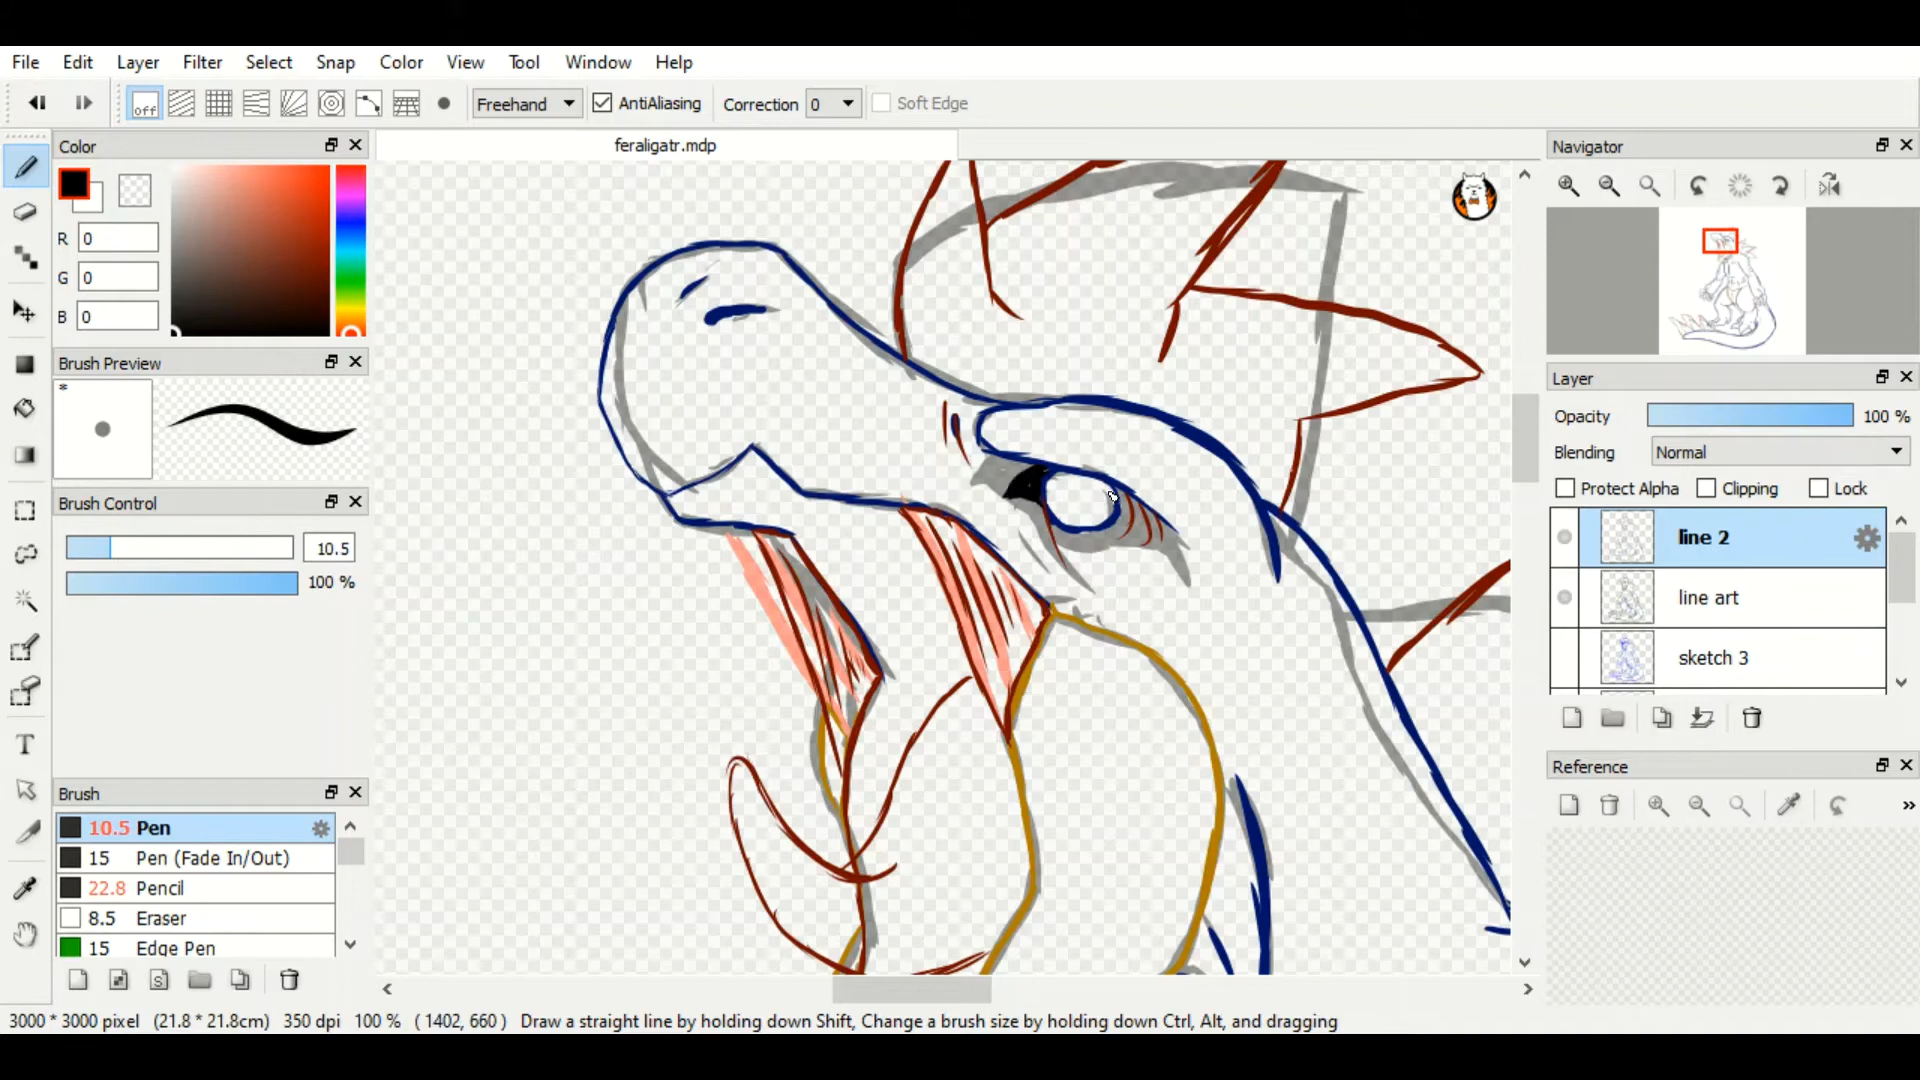 File Edit Layer Filter Select Snap Color View Tool Window Help
off Freehand AntiAliasing Correction 0 Soft Edge
Color
feraligatr.mdp
Navigator
R 0
G 0
B 0
Brush Preview
*
Layer
Opacity 100 %
Blending Normal
Protect Alpha Clipping Lock
Brush Control
10.5
100 %
line 2
line art
sketch 3
Reference
Brush
10.5 Pen
15 Pen (Fade In/Out)
22.8 Pencil
8.5 Eraser
15 Edge Pen
3000 * 3000 pixel (21.8 * 21.8cm) 350 dpi 100 % ( 1402, 660 ) Draw a straight line by holding down Shift, Change a brush size by holding down Ctrl, Alt, and dragging